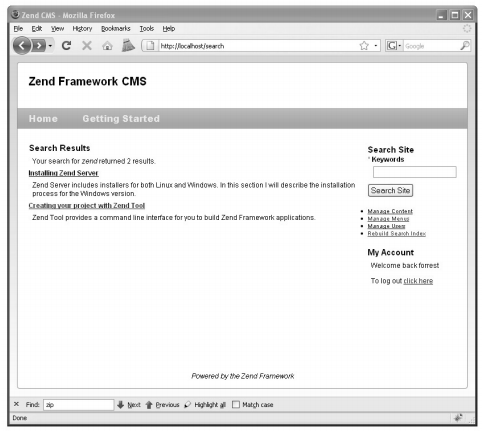 Zend CMS - Mozilla Firefox
File Edit View History Bookmarks Tools Help
http://localhost/search
Google
Zend Framework CMS
Home Getting Started
Search Results
Your search for zend returned 2 results.
Installing Zend Server
Zend Server includes installers for both Linux and Windows. In this section I will describe the installation
process for the Windows version.
Creating your project with Zend Tool
Zend Tool provides a command line interface for you to build Zend Framework applications.
Search Site
* Keywords
Search Site
Manage Content
Manage Menus
Manage Users
Rebuild Search Index
My Account
Welcome back forrest
To log out click here
Powered by the Zend Framework
× Find: zip Next Previous Highlight all Match case
Done